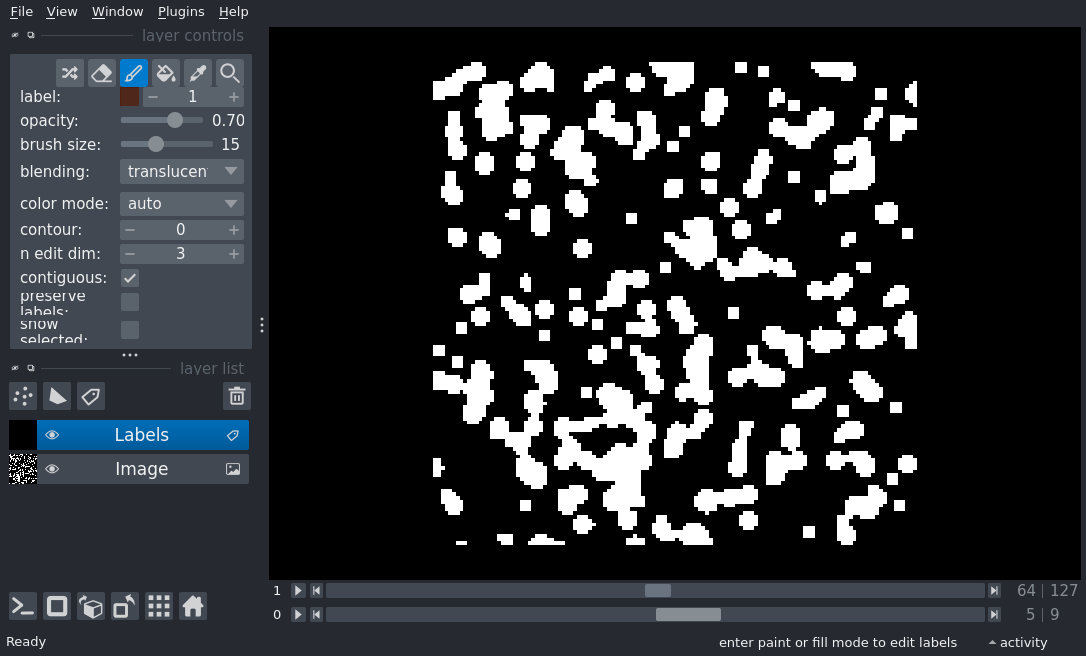 File View Window Plugins Help
layer controls
label: 1
opacity: 0.70
brush size: 15
blending: translucen
color mode: auto
contour: 0
n edit dim: 3
contiguous:
preserve
labels:
show
selected:
layer list
Labels
Image
1 64 127
0 5 9
Ready enter paint or fill mode to edit labels activity